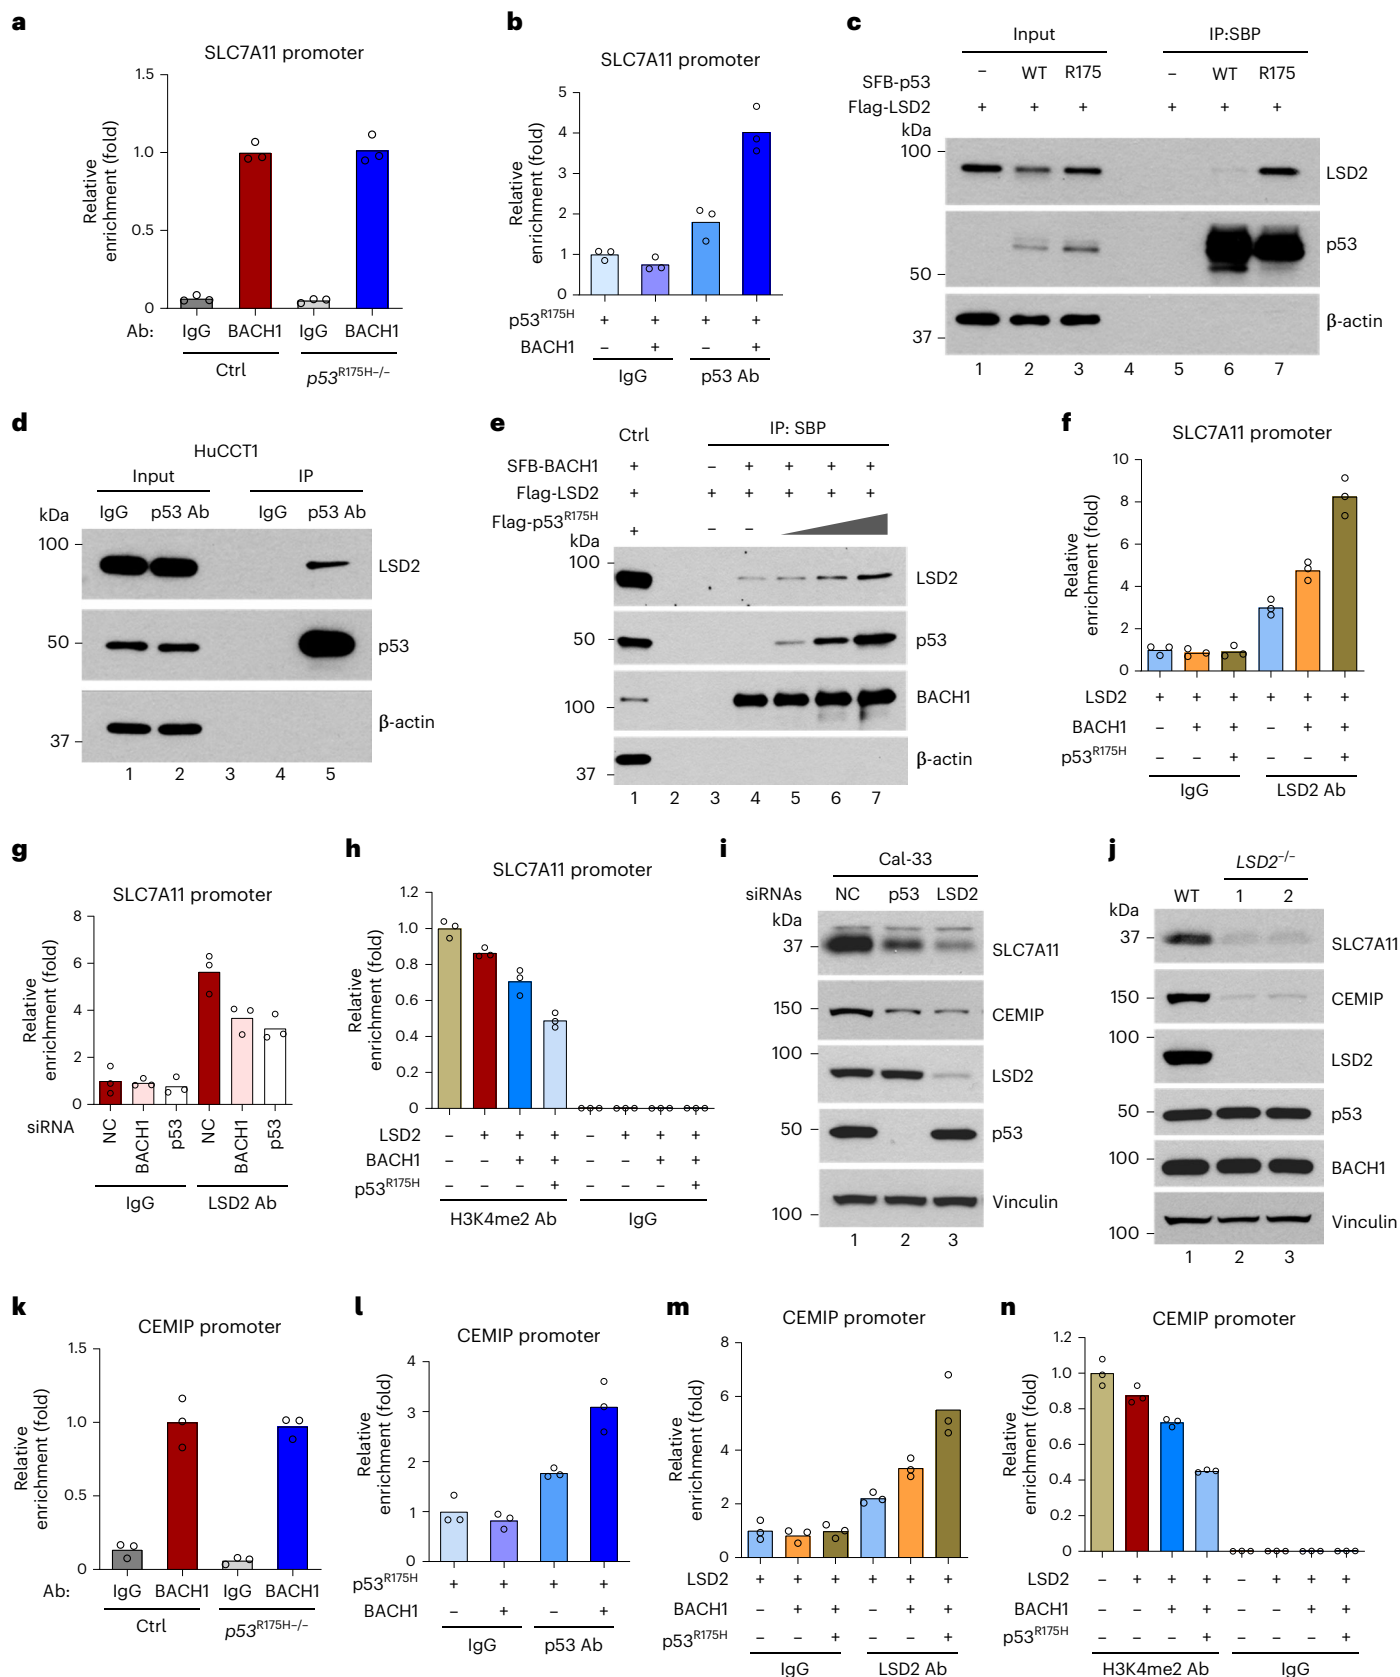 a
SLC7A11 promoter
Relative enrichment (fold)
1.5
1.0
0.5
0
Ab: IgG BACH1 IgG BACH1
Ctrl p53R175H–/–
b
SLC7A11 promoter
Relative enrichment (fold)
5
4
3
2
1
0
p53R175H + + + +
BACH1 – + – +
IgG p53 Ab
c
Input IP:SBP
SFB-p53 – WT R175 – WT R175
Flag-LSD2 + + + + + +
kDa
100 LSD2
p53
50
β-actin
37
1 2 3 4 5 6 7
d
HuCCT1
Input IP
kDa IgG p53 Ab IgG p53 Ab
100
LSD2
50 p53
β-actin
37
1 2 3 4 5
e
Ctrl IP: SBP
SFB-BACH1 + – + + + +
Flag-LSD2 + + + + + +
Flag-p53R175H + – –
kDa
100
LSD2
50 p53
BACH1
100
β-actin
37
1 2 3 4 5 6 7
f
SLC7A11 promoter
Relative enrichment (fold)
10
8
6
4
2
0
LSD2 + + + + + +
BACH1 – + + – + +
p53R175H – – + – – +
IgG LSD2 Ab
g
SLC7A11 promoter
Relative enrichment (fold)
8
6
4
2
0
siRNA NC BACH1 p53 NC BACH1 p53
IgG LSD2 Ab
h
SLC7A11 promoter
Relative enrichment (fold)
1.2
1.0
0.8
0.6
0.4
0.2
0
LSD2 – + + + – + + +
BACH1 – – + + – – + +
p53R175H – – – + – – – +
H3K4me2 Ab IgG
i
Cal-33
siRNAs NC p53 LSD2
kDa
37 SLC7A11
150 CEMIP
100
LSD2
50 p53
Vinculin
100
1 2 3
j
LSD2–/–
WT 1 2
kDa
37 SLC7A11
150 CEMIP
100
LSD2
50 p53
100 BACH1
Vinculin
100
1 2 3
k
CEMIP promoter
Relative enrichment (fold)
1.5
1.0
0.5
0
Ab: IgG BACH1 IgG BACH1
Ctrl p53R175H–/–
l
CEMIP promoter
Relative enrichment (fold)
4
3
2
1
0
p53R175H + + + +
BACH1 – + – +
IgG p53 Ab
m
CEMIP promoter
Relative enrichment (fold)
8
6
4
2
0
LSD2 + + + + + +
BACH1 – + + – + +
p53R175H – – + – – +
IgG LSD2 Ab
n
CEMIP promoter
Relative enrichment (fold)
1.2
1.0
0.8
0.6
0.4
0.2
0
LSD2 – + + + – + + +
BACH1 – – + + – – + +
p53R175H – – – + – – – +
H3K4me2 Ab IgG